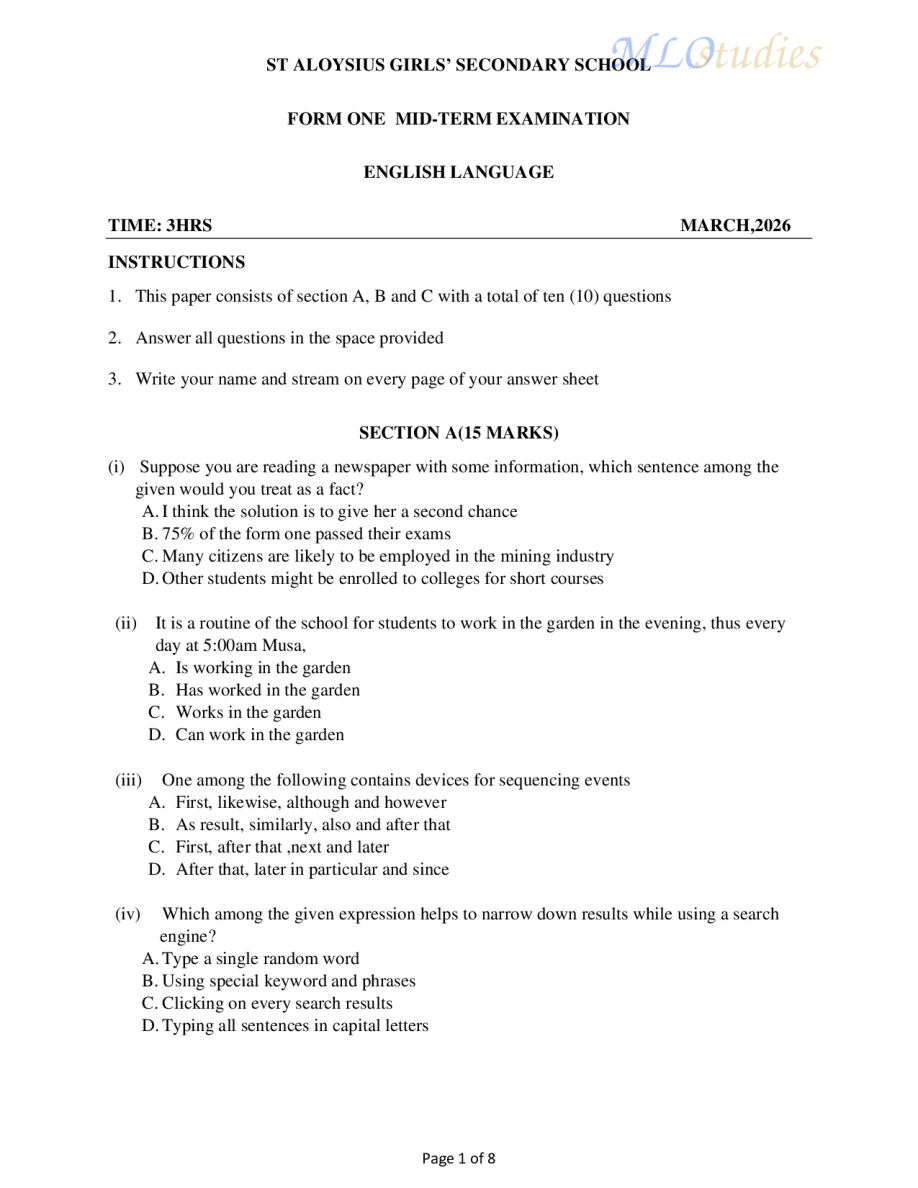 MLOstudies
ST ALOYSIUS GIRLS' SECONDARY SCHOOL
FORM ONE MID-TERM EXAMINATION
ENGLISH LANGUAGE
TIME: 3HRS MARCH,2026
INSTRUCTIONS
1. This paper consists of section A, B and C with a total of ten (10) questions
2. Answer all questions in the space provided
3. Write your name and stream on every page of your answer sheet
SECTION A(15 MARKS)
(i) Suppose you are reading a newspaper with some information, which sentence among the
given would you treat as a fact?
A. I think the solution is to give her a second chance
B. 75% of the form one passed their exams
C. Many citizens are likely to be employed in the mining industry
D. Other students might be enrolled to colleges for short courses
(ii) It is a routine of the school for students to work in the garden in the evening, thus every
day at 5:00am Musa,
A. Is working in the garden
B. Has worked in the garden
C. Works in the garden
D. Can work in the garden
(iii) One among the following contains devices for sequencing events
A. First, likewise, although and however
B. As result, similarly, also and after that
C. First, after that ,next and later
D. After that, later in particular and since
(iv) Which among the given expression helps to narrow down results while using a search
engine?
A. Type a single random word
B. Using special keyword and phrases
C. Clicking on every search results
D. Typing all sentences in capital letters
Page 1 of 8